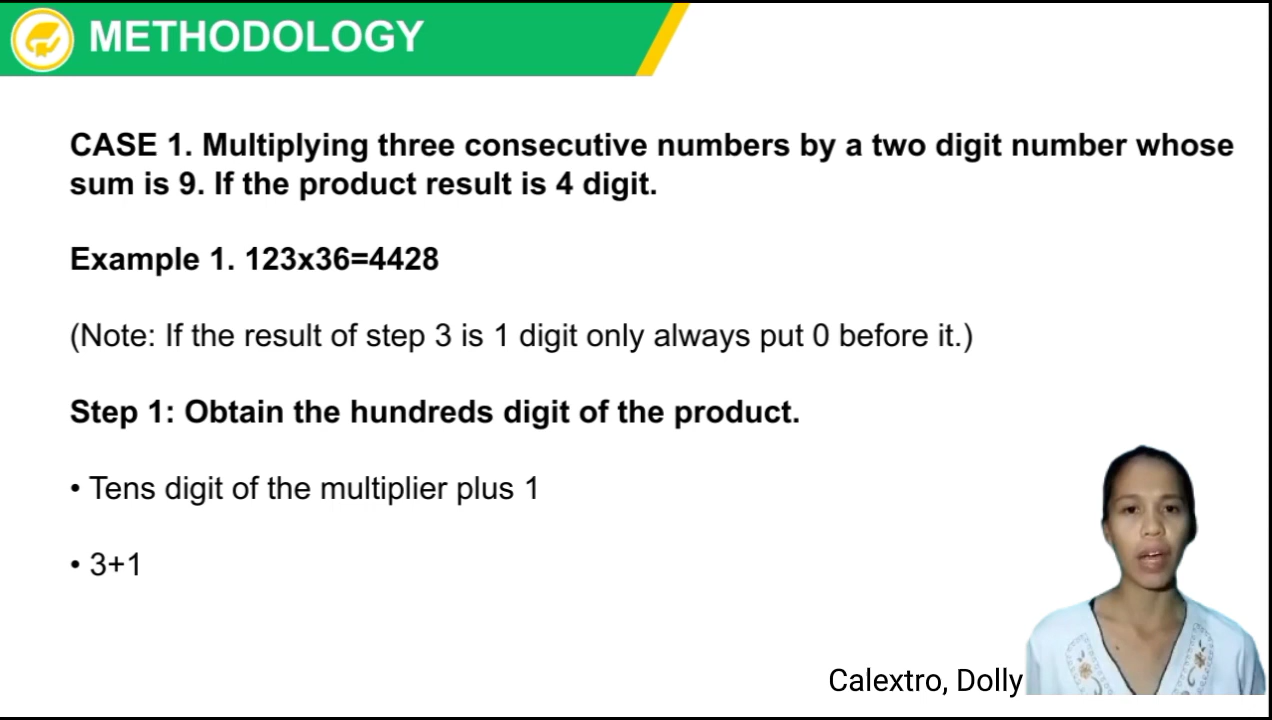 METHODOLOGY
CASE 1. Multiplying three consecutive numbers by a two digit number whose
sum is 9. If the product result is 4 digit.
Example 1. 123x36=4428
(Note: If the result of step 3 is 1 digit only always put 0 before it.)
Step 1: Obtain the hundreds digit of the product.
• Tens digit of the multiplier plus 1
• 3+1
Calextro, Dolly